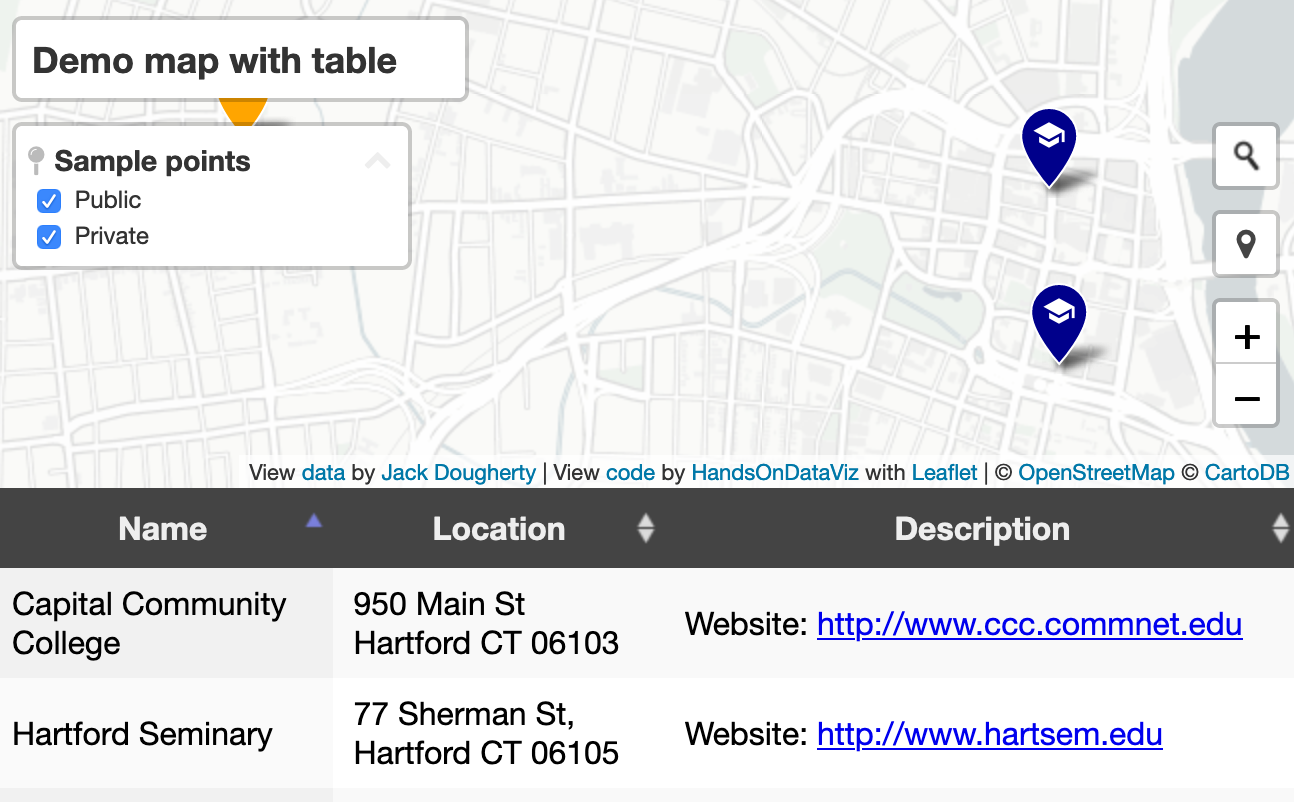 Demo map with table
Sample points
Public
Private
+
−
View data by Jack Dougherty | View code by HandsOnDataViz with Leaflet | © OpenStreetMap © CartoDB
Name Location Description
Capital Community
College
950 Main St
Hartford CT 06103
Website: http://www.ccc.commnet.edu
Hartford Seminary
77 Sherman St,
Hartford CT 06105
Website: http://www.hartsem.edu